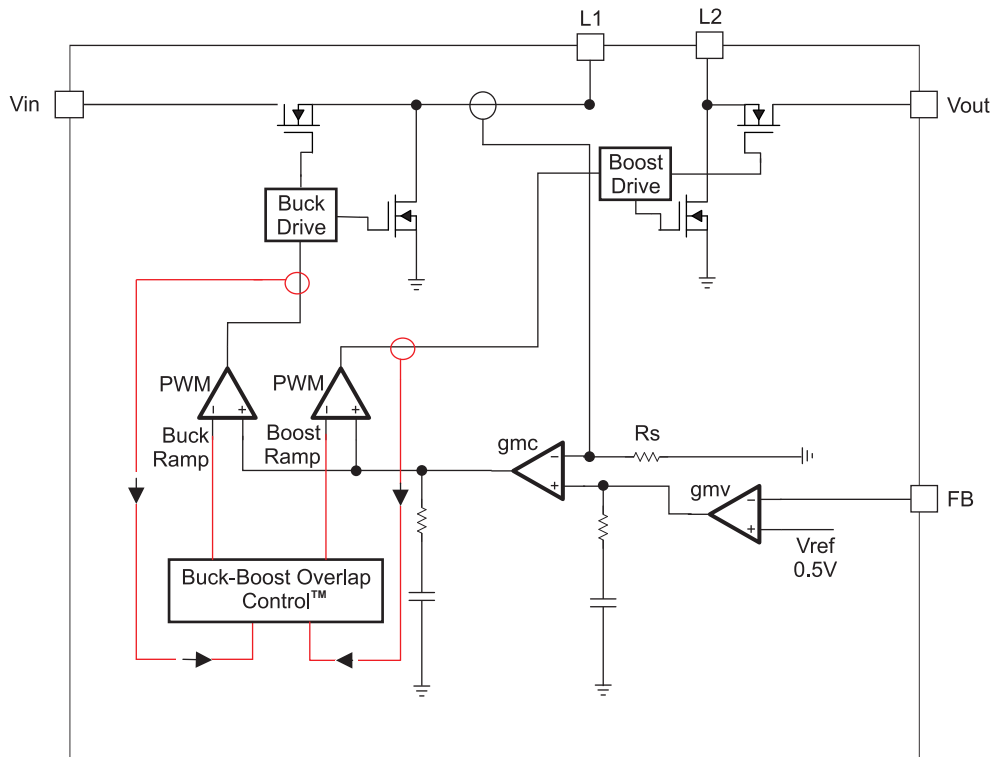 L1
L2
Vin
Vout
Buck
Drive
Boost
Drive
PWM
PWM
− +
− +
Buck
Ramp
Boost
Ramp
gmc
−
+
Rs
gmv
−
+
FB
Vref
0.5V
Buck-Boost Overlap
Control™